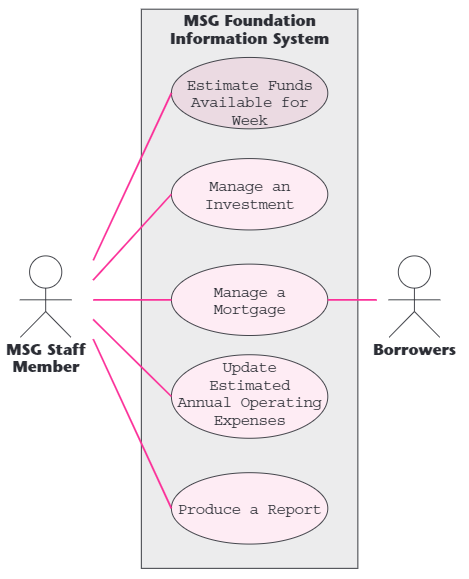 MSG Foundation
Information System
Estimate Funds
Available for
Week
Manage an
Investment
Manage a
Mortgage
MSG Staff
Member
Borrowers
Update
Estimated
Annual Operating
Expenses
Produce a Report